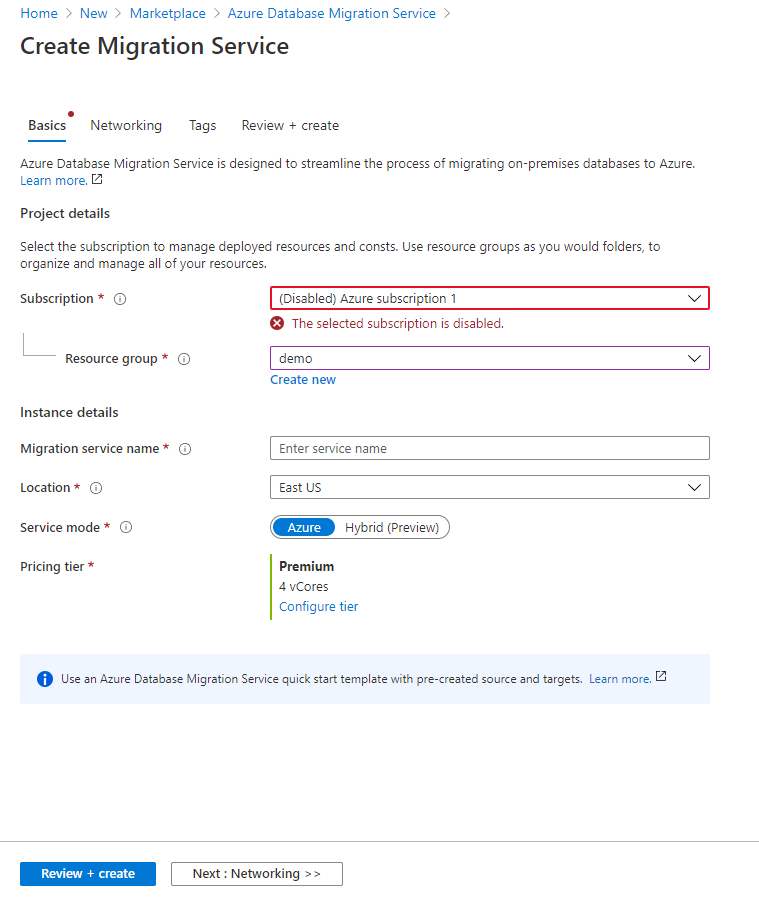 Home > New > Marketplace > Azure Database Migration Service >
Create Migration Service
Basics Networking Tags Review + create
Azure Database Migration Service is designed to streamline the process of migrating on-premises databases to Azure.
Learn more.
Project details
Select the subscription to manage deployed resources and consts. Use resource groups as you would folders, to
organize and manage all of your resources.
Subscription * (Disabled) Azure subscription 1
The selected subscription is disabled.
Resource group * demo
Create new
Instance details
Migration service name * Enter service name
Location * East US
Service mode * Azure Hybrid (Preview)
Pricing tier * Premium
4 vCores
Configure tier
Use an Azure Database Migration Service quick start template with pre-created source and targets. Learn more.
Review + create Next : Networking >>